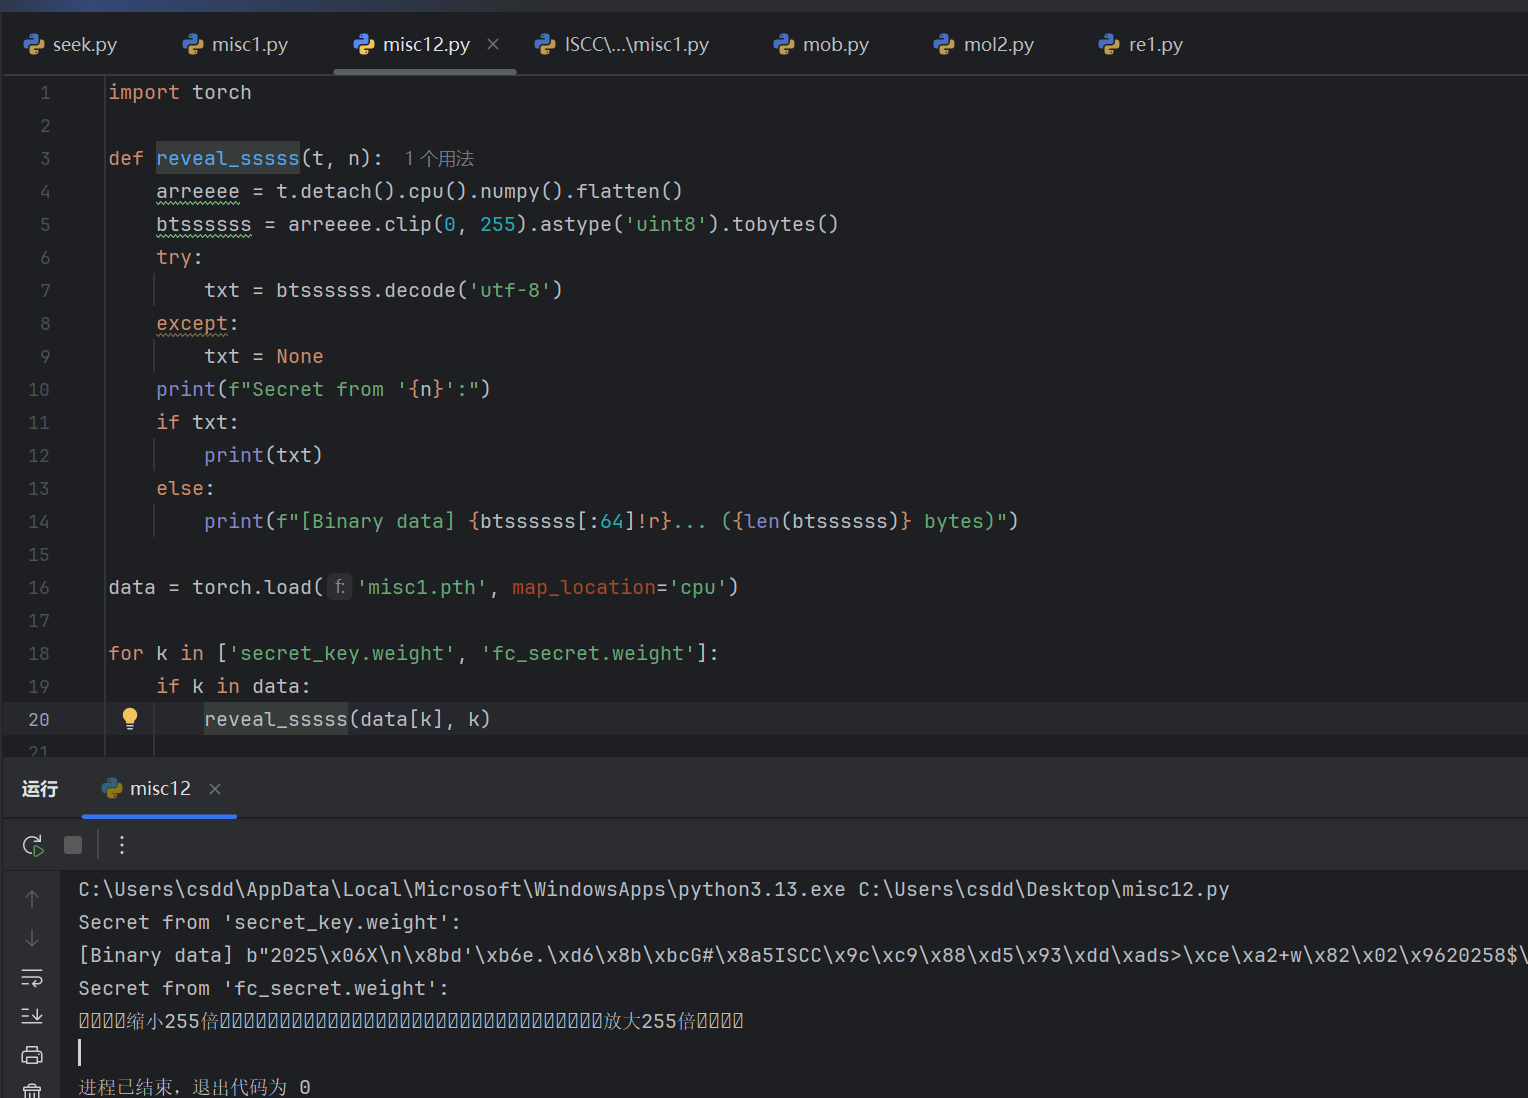 seek.py misc1.py misc12.py ISCC\...\misc1.py mob.py mol2.py re1.py
1 import torch
2
3 def reveal_sssss(t, n): 1 个用法
4 arreeee = t.detach().cpu().numpy().flatten()
5 btssssss = arreeee.clip(0, 255).astype('uint8').tobytes()
6 try:
7 txt = btssssss.decode('utf-8')
8 except:
9 txt = None
10 print(f"Secret from '{n}':")
11 if txt:
12 print(txt)
13 else:
14 print(f"[Binary data] {btssssss[:64]!r}... ({len(btssssss)} bytes)")
15
16 data = torch.load( f: 'misc1.pth', map_location='cpu')
17
18 for k in ['secret_key.weight', 'fc_secret.weight']:
19 if k in data:
20 reveal_sssss(data[k], k)
21
运行 misc12
C:\Users\csdd\AppData\Local\Microsoft\WindowsApps\python3.13.exe C:\Users\csdd\Desktop\misc12.py
Secret from 'secret_key.weight':
[Binary data] b"2025\x06X\n\x8bd'\xb6e.\xd6\x8b\xbcG#\x8a5ISCC\x9c\xc9\x88\xd5\x93\xdd\xads>\xce\xa2+w\x82\x02\x9620258$\
Secret from 'fc_secret.weight':
缩小255倍放大255倍
进程已结束，退出代码为 0